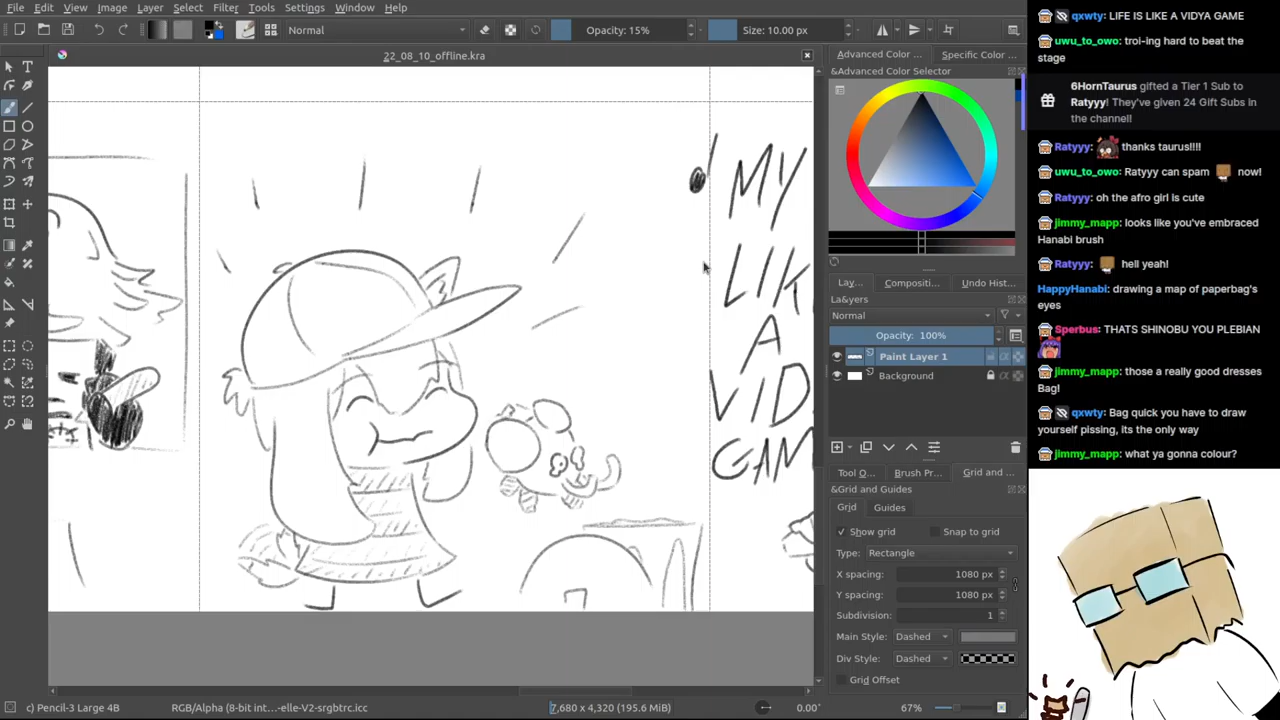 File Edit View Image Layer Select Filter Tools Settings Window Help
Normal Opacity: 15% Size: 10.00 px
22_08_10_offline.kra
MY
LIK
A
VID
GAM
Advanced Color ... Specific Color ...
&Advanced Color Selector
Lay... Compositi... Undo Hist...
La&yers
Normal
Opacity: 100%
Paint Layer 1
Background
Tool O... Brush Pr... Grid and ...
&Grid and Guides
Grid Guides
Show grid Snap to grid
Type: Rectangle
X spacing: 1080 px
Y spacing: 1080 px
Subdivision: 1
Main Style: Dashed
Div Style: Dashed
Grid Offset
c) Pencil-3 Large 4B RGB/Alpha (8-bit int...-elle-V2-srgbtrc.icc 7,680 x 4,320 (195.6 MiB) 0.00° 67%
qxwty: LIFE IS LIKE A VIDYA GAME
uwu_to_owo: troi-ing hard to beat the
stage
6HornTaurus gifted a Tier 1 Sub to
Ratyyy! They've given 24 Gift Subs in
the channel!
Ratyyy: thanks taurus!!!!
uwu_to_owo: Ratyyy can spam now!
Ratyyy: oh the afro girl is cute
jimmy_mapp: looks like you've embraced
Hanabi brush
Ratyyy: hell yeah!
HappyHanabi: drawing a map of paperbag's
eyes
Sperbus: THATS SHINOBU YOU PLEBIAN
jimmy_mapp: those a really good dresses
Bag!
qxwty: Bag quick you have to draw
yourself pissing, its the only way
jimmy_mapp: what ya gonna colour?